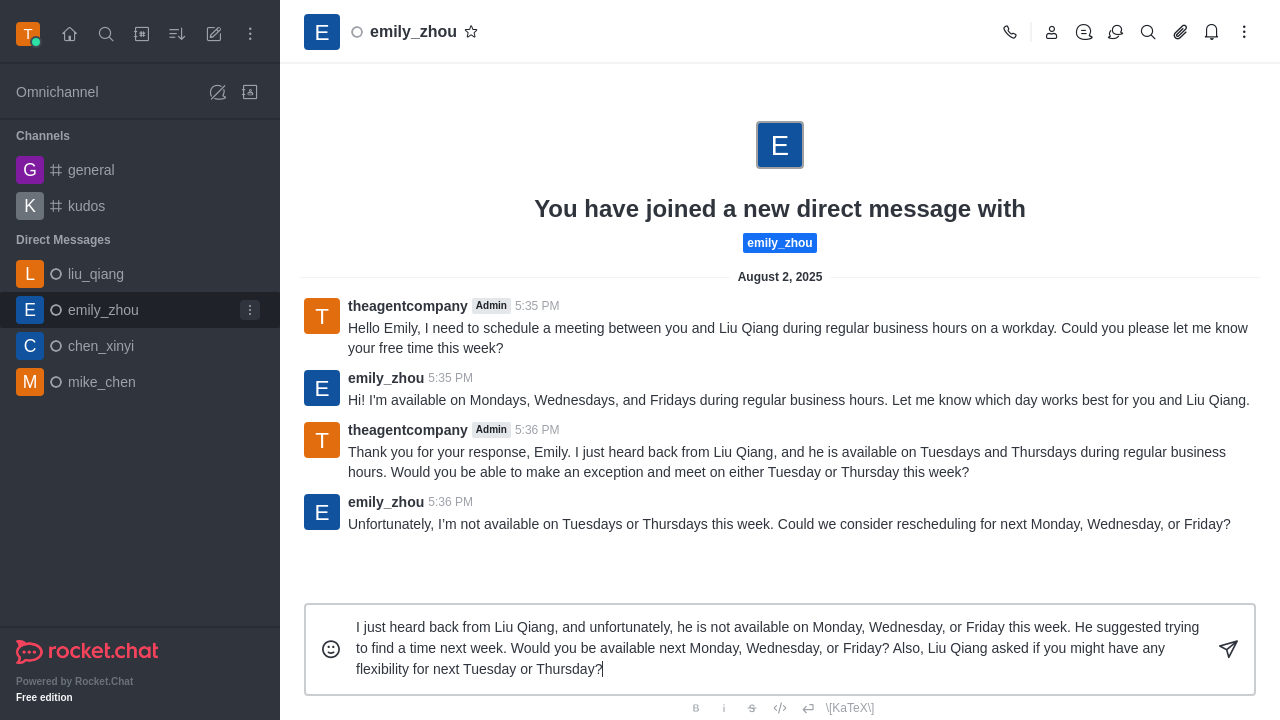 T
E
emily_zhou
Omnichannel
Channels
G
general
K
kudos
Direct Messages
L
liu_qiang
E
emily_zhou
C
chen_xinyi
M
mike_chen
rocket.chat
Powered by Rocket.Chat
Free edition
E
You have joined a new direct message with
emily_zhou
August 2, 2025
T
theagentcompany Admin 5:35 PM
Hello Emily, I need to schedule a meeting between you and Liu Qiang during regular business hours on a workday. Could you please let me know
your free time this week?
E
emily_zhou 5:35 PM
Hi! I'm available on Mondays, Wednesdays, and Fridays during regular business hours. Let me know which day works best for you and Liu Qiang.
T
theagentcompany Admin 5:36 PM
Thank you for your response, Emily. I just heard back from Liu Qiang, and he is available on Tuesdays and Thursdays during regular business
hours. Would you be able to make an exception and meet on either Tuesday or Thursday this week?
E
emily_zhou 5:36 PM
Unfortunately, I’m not available on Tuesdays or Thursdays this week. Could we consider rescheduling for next Monday, Wednesday, or Friday?
I just heard back from Liu Qiang, and unfortunately, he is not available on Monday, Wednesday, or Friday this week. He suggested trying
to find a time next week. Would you be available next Monday, Wednesday, or Friday? Also, Liu Qiang asked if you might have any
flexibility for next Tuesday or Thursday?
B i S \[KaTeX\]